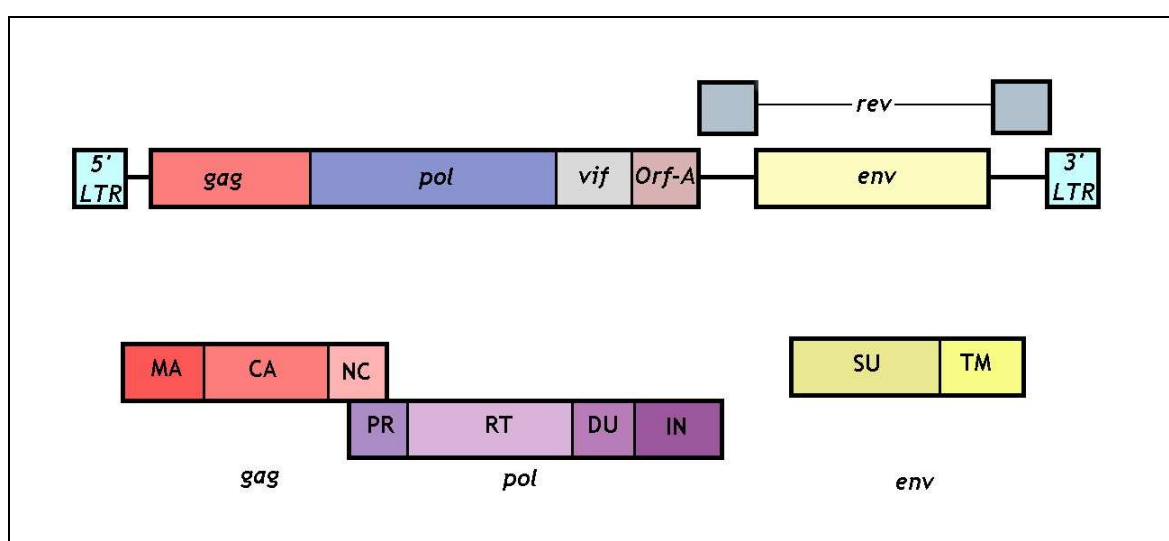 rev
5'
LTR
gag
pol
vif
Orf-A
env
3'
LTR
MA
CA
NC
SU
TM
PR
RT
DU
IN
gag
pol
env